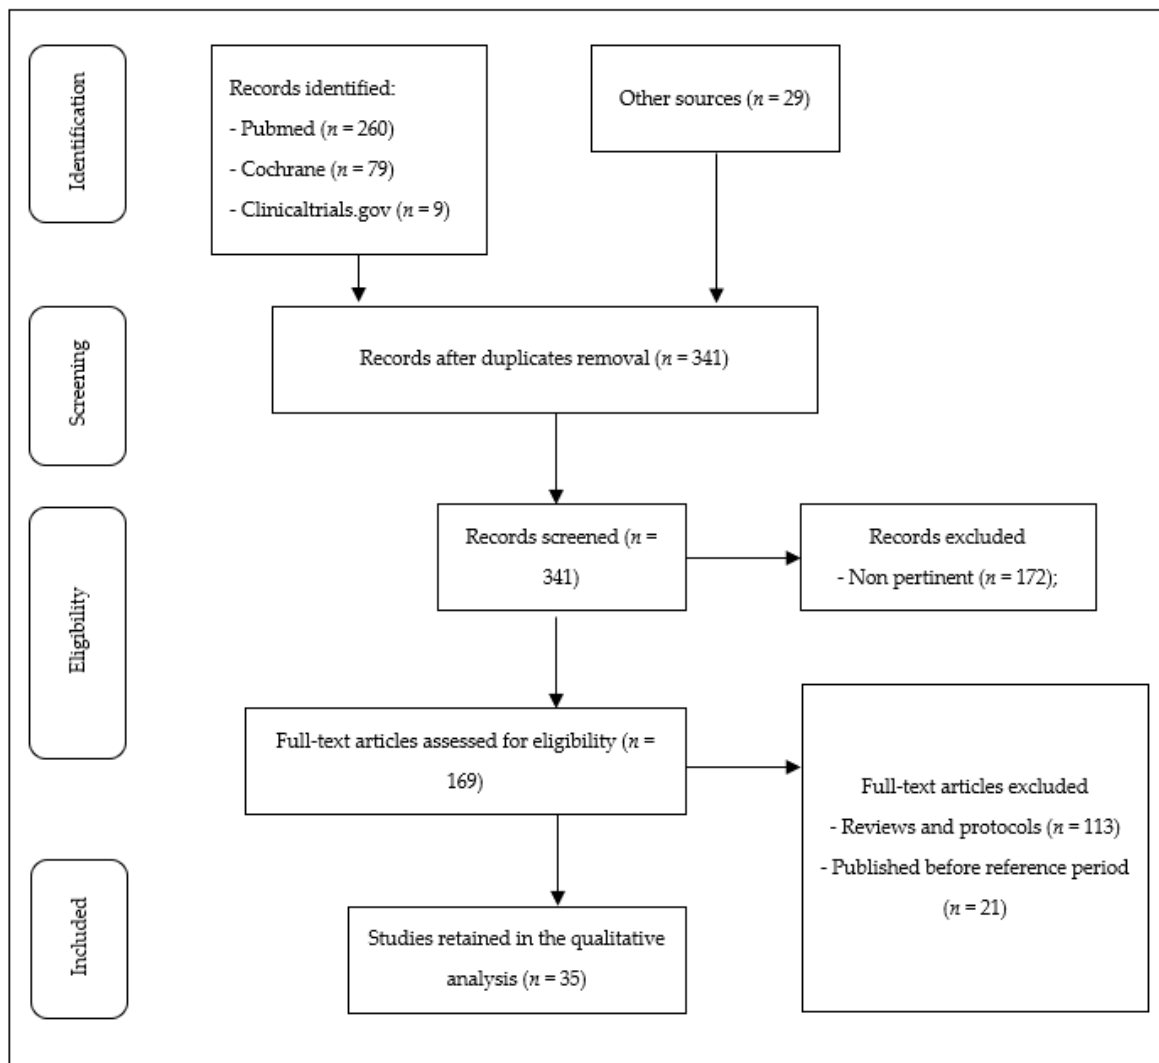 Identification
Records identified:
- Pubmed (n = 260)
- Cochrane (n = 79)
- Clinicaltrials.gov (n = 9)
Other sources (n = 29)
Screening
Records after duplicates removal (n = 341)
Eligibility
Records screened (n =
341)
Records excluded
- Non pertinent (n = 172);
Full-text articles assessed for eligibility (n =
169)
Full-text articles excluded
- Reviews and protocols (n = 113)
- Published before reference period
(n = 21)
Included
Studies retained in the qualitative
analysis (n = 35)